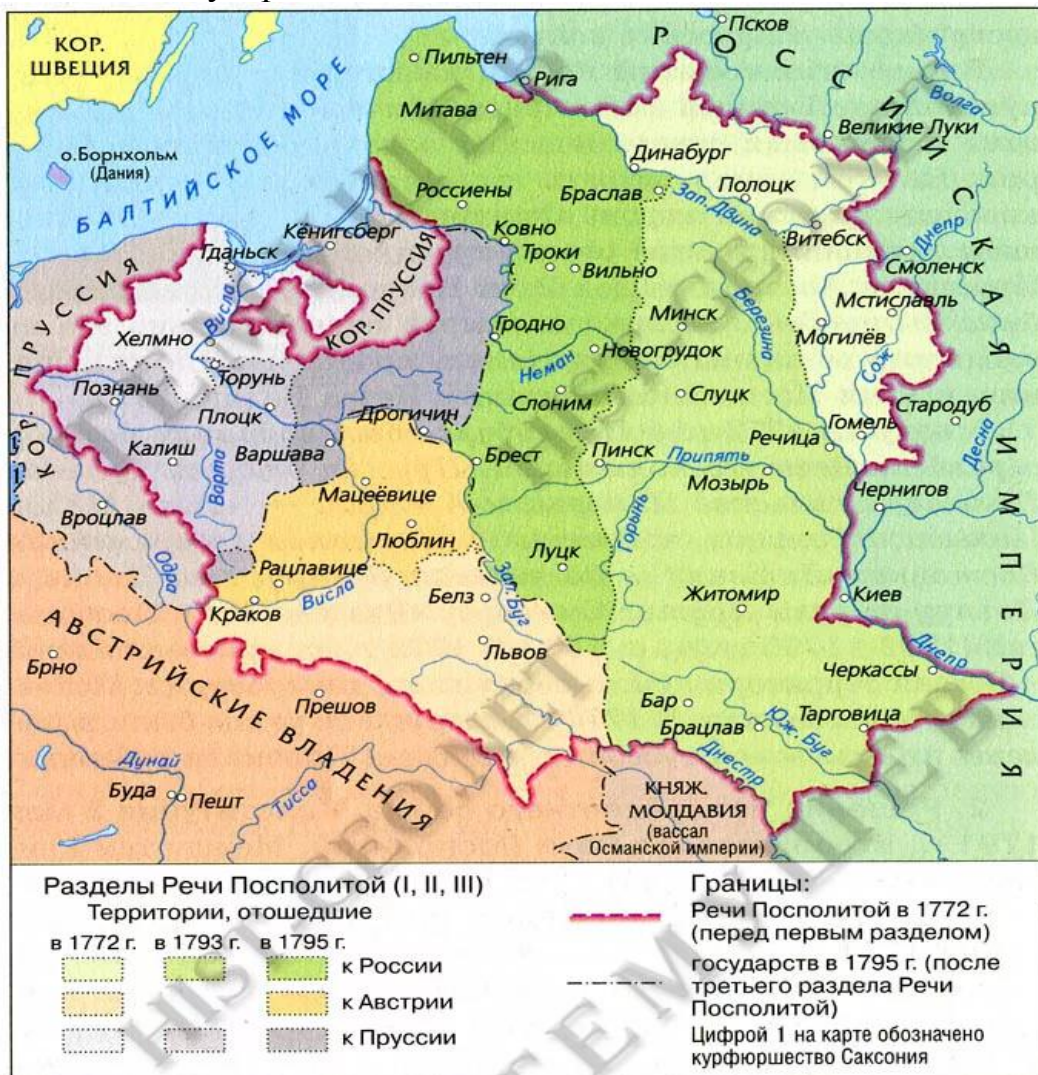 КОР.
ШВЕЦИЯ
о.Борнхольм
(Дания)
БАЛТИЙСКОЕ МОРЕ
Псков
РОССИЙСКАЯ ИМПЕРИЯ
Пильтен
Рига
Митава
Волга
Великие Луки
Динабург
Браслав
Полоцк
Зап. Двина
Витебск
Россиены
Ковно
Троки
Вильно
Днепр
Смоленск
Кёнигсберг
Гданьск
КОР. ПРУССИЯ
КОР. ПРУССИЯ
Висла
Мстиславль
Минск
Березина
Могилёв
Сож
Гродно
Новогрудок
Неман
Хелмно
Торунь
Познань
Плоцк
Дрогичин
Слоним
Слуцк
Стародуб
Гомель
Речица
Десна
Калиш
Варта
Варшава
Брест
Пинск
Припять
Мозырь
Мацеёвице
Чернигов
Вроцлав
Одра
Люблин
Луцк
Горынь
Рацлавице
Краков
Висла
Белз
Зап. Буг
Житомир
Киев
Львов
Днепр
Черкассы
АВСТРИЙСКИЕ ВЛАДЕНИЯ
Брно
Прешов
Бар
Брацлав
Юж. Буг
Тарговица
Днестр
Дунай
Буда
Пешт
Тисса
КНЯЖ.
МОЛДАВИЯ
(вассал
Османской империи)
Разделы Речи Посполитой (I, II, III)
Территории, отошедшие
в 1772 г. в 1793 г. в 1795 г.
к России
к Австрии
к Пруссии
Границы:
Речи Посполитой в 1772 г.
(перед первым разделом)
государств в 1795 г. (после
третьего раздела Речи
Посполитой)
Цифрой 1 на карте обозначено
курфюршество Саксония